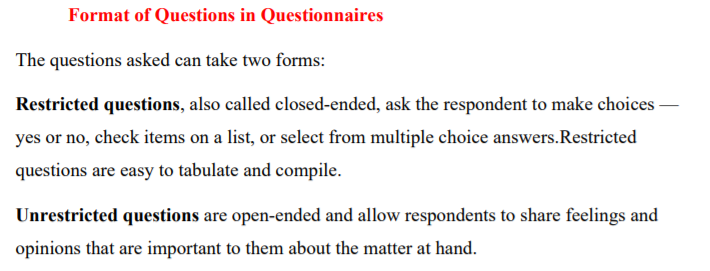 Format of Questions in Questionnaires
The questions asked can take two forms:
Restricted questions, also called closed-ended, ask the respondent to make choices —
yes or no, check items on a list, or select from multiple choice answers.Restricted
questions are easy to tabulate and compile.
Unrestricted questions are open-ended and allow respondents to share feelings and
opinions that are important to them about the matter at hand.